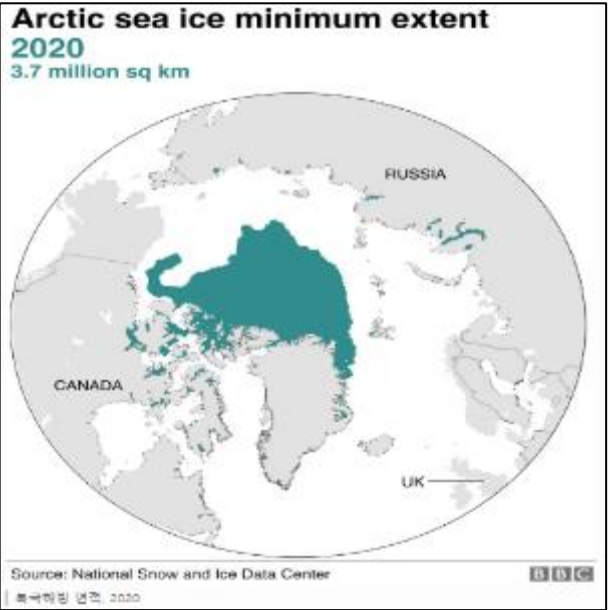 Arctic sea ice minimum extent
2020
3.7 million sq km
RUSSIA
CANADA
UK
Source: National Snow and Ice Data Center
BBC
북극해빙 면적, 2020